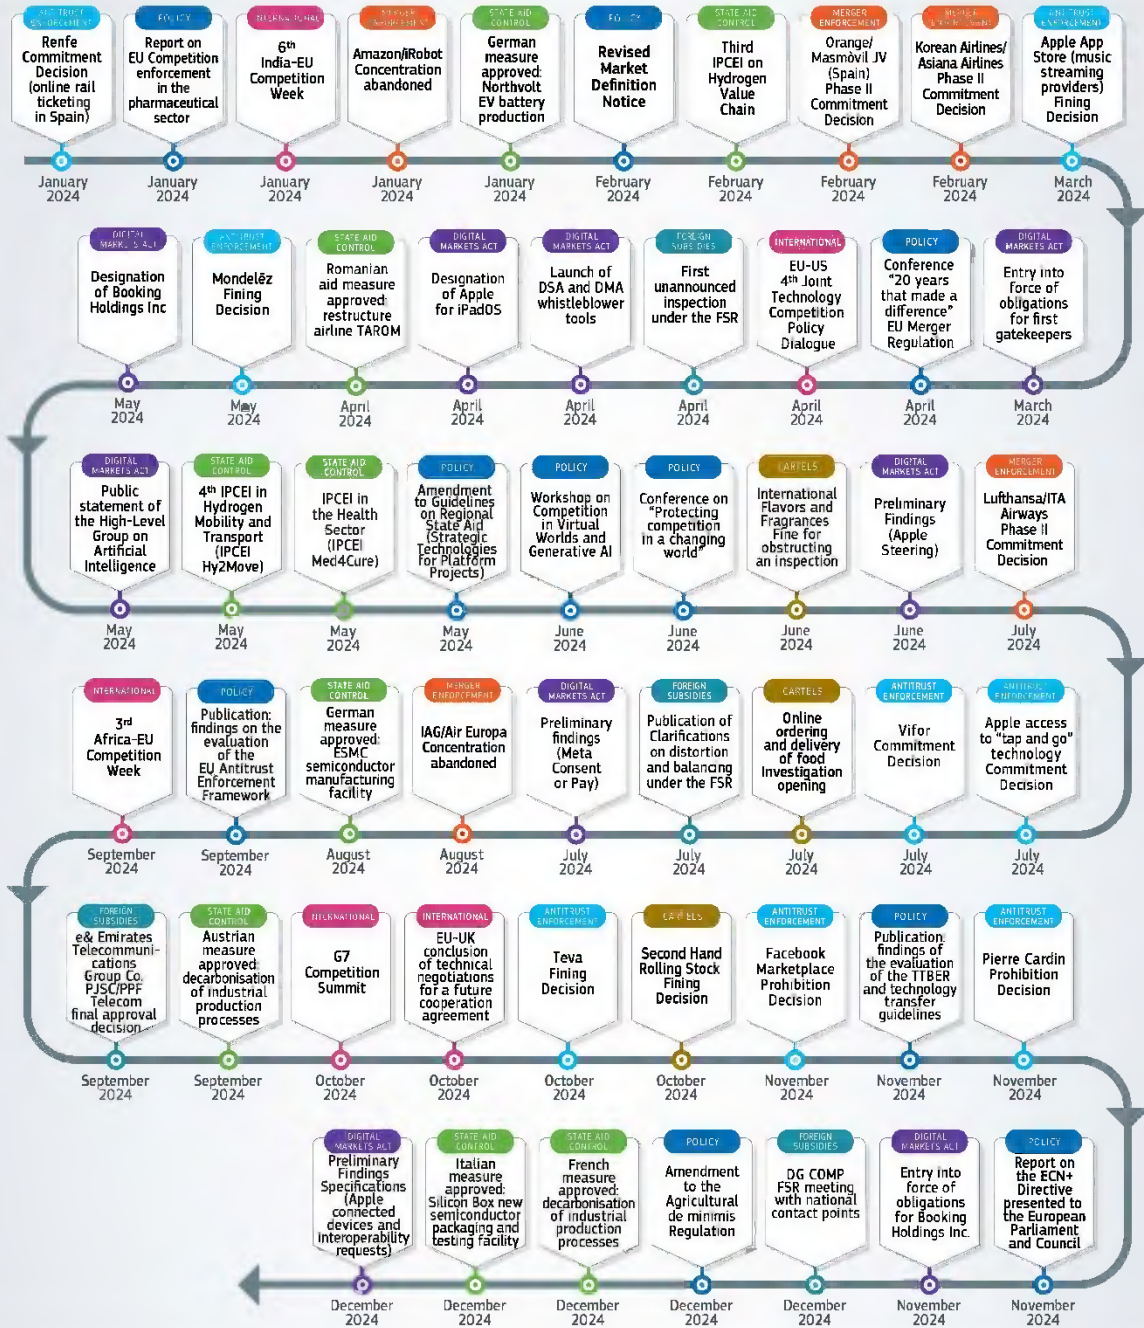 ANTITRUST
ENFORCEMENT
Renfe
Commitment
Decision
(online rail
ticketing
in Spain)
January
2024
POLICY
Report on
EU Competition
enforcement
in the
pharmaceutical
sector
January
2024
INTERNATIONAL
6th
India-EU
Competition
Week
January
2024
MERGER
ENFORCEMENT
Amazon/iRobot
Concentration
abandoned
January
2024
STATE AID
CONTROL
German
measure
approved:
Northvolt
EV battery
production
January
2024
POLICY
Revised
Market
Definition
Notice
February
2024
STATE AID
CONTROL
Third
IPCEI on
Hydrogen
Value
Chain
February
2024
MERGER
ENFORCEMENT
Orange/
Masmòvil JV
(Spain)
Phase II
Commitment
Decision
February
2024
MERGER
ENFORCEMENT
Korean Airlines/
Asiana Airlines
Phase II
Commitment
Decision
February
2024
ANTITRUST
ENFORCEMENT
Apple App
Store (music
streaming
providers)
Fining
Decision
March
2024
DIGITAL
MARKETS ACT
Designation
of Booking
Holdings Inc
May
2024
ANTITRUST
ENFORCEMENT
Mondelēz
Fining
Decision
May
2024
STATE AID
CONTROL
Romanian
aid measure
approved:
restructure
airline TAROM
April
2024
DIGITAL
MARKETS ACT
Designation
of Apple
for iPadOS
April
2024
DIGITAL
MARKETS ACT
Launch of
DSA and DMA
whistleblower
tools
April
2024
FOREIGN
SUBSIDIES
First
unannounced
inspection
under the FSR
April
2024
INTERNATIONAL
EU-US
4th Joint
Technology
Competition
Policy
Dialogue
April
2024
POLICY
Conference
"20 years
that made a
difference"
EU Merger
Regulation
April
2024
DIGITAL
MARKETS ACT
Entry into
force of
obligations
for first
gatekeepers
March
2024
DIGITAL
MARKETS ACT
Public
statement of
the High-Level
Group on
Artificial
Intelligence
May
2024
STATE AID
CONTROL
4th IPCEI in
Hydrogen
Mobility and
Transport
(IPCEI
Hy2Move)
May
2024
STATE AID
CONTROL
IPCEI in
the Health
Sector
(IPCEI
Med4Cure)
May
2024
POLICY
Amendment
to Guidelines
on Regional
State Aid
(Strategic
Technologies
for Platform
Projects)
May
2024
POLICY
Workshop on
Competition
in Virtual
Worlds and
Generative AI
June
2024
POLICY
Conference on
"Protecting
competition
in a changing
world"
June
2024
CARTELS
International
Flavors and
Fragrances
Fine for
obstructing
an inspection
June
2024
DIGITAL
MARKETS ACT
Preliminary
Findings
(Apple
Steering)
June
2024
MERGER
ENFORCEMENT
Lufthansa/ITA
Airways
Phase II
Commitment
Decision
July
2024
INTERNATIONAL
3rd
Africa-EU
Competition
Week
September
2024
POLICY
Publication:
findings on the
evaluation
of the
EU Antitrust
Enforcement
Framework
September
2024
STATE AID
CONTROL
German
measure
approved:
ESMC
semiconductor
manufacturing
facility
August
2024
MERGER
ENFORCEMENT
IAG/Air Europa
Concentration
abandoned
August
2024
DIGITAL
MARKETS ACT
Preliminary
findings
(Meta
Consent
or Pay)
July
2024
FOREIGN
SUBSIDIES
Publication of
Clarifications
on distortion
and balancing
under the FSR
July
2024
CARTELS
Online
ordering
and delivery
of food
Investigation
opening
July
2024
ANTITRUST
ENFORCEMENT
Vifor
Commitment
Decision
July
2024
ANTITRUST
ENFORCEMENT
Apple access
to "tap and go"
technology
Commitment
Decision
July
2024
FOREIGN
SUBSIDIES
e& Emirates
Telecommuni-
cations
Group Co.
PJSC/PPF
Telecom
final approval
decision
September
2024
STATE AID
CONTROL
Austrian
measure
approved:
decarbonisation
of industrial
production
processes
September
2024
INTERNATIONAL
G7
Competition
Summit
October
2024
INTERNATIONAL
EU-UK
conclusion
of technical
negotiations
for a future
cooperation
agreement
October
2024
ANTITRUST
ENFORCEMENT
Teva
Fining
Decision
October
2024
CARTELS
Second Hand
Rolling Stock
Fining
Decision
October
2024
ANTITRUST
ENFORCEMENT
Facebook
Marketplace
Prohibition
Decision
November
2024
POLICY
Publication:
findings of
the evaluation
of the TTBER
and technology
transfer
guidelines
November
2024
ANTITRUST
ENFORCEMENT
Pierre Cardin
Prohibition
Decision
November
2024
DIGITAL
MARKETS ACT
Preliminary
Findings
Specifications
(Apple
connected
devices and
interoperability
requests)
December
2024
STATE AID
CONTROL
Italian
measure
approved:
Silicon Box new
semiconductor
packaging and
testing facility
December
2024
STATE AID
CONTROL
French
measure
approved:
decarbonisation
of industrial
production
processes
December
2024
POLICY
Amendment
to the
Agricultural
de minimis
Regulation
December
2024
FOREIGN
SUBSIDIES
DG COMP
FSR meeting
with national
contact points
December
2024
DIGITAL
MARKETS ACT
Entry into
force of
obligations
for Booking
Holdings Inc.
November
2024
POLICY
Report on
the ECN+
Directive
presented to
the European
Parliament
and Council
November
2024